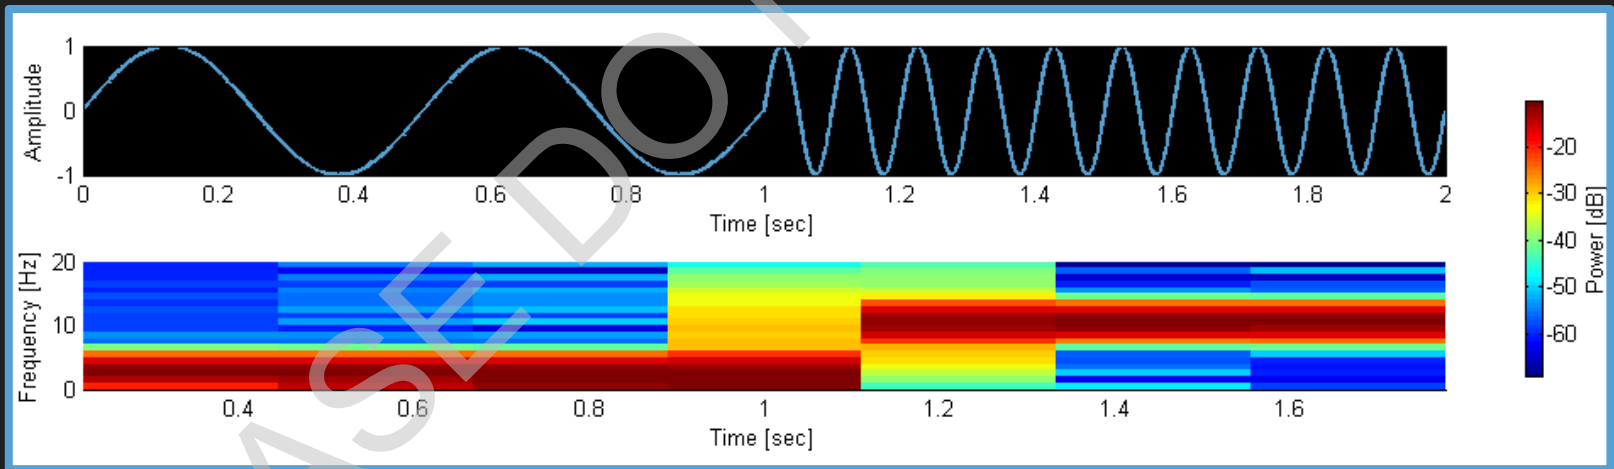 Amplitude
1
0
-1
0 0.2 0.4 0.6 0.8 1 1.2 1.4 1.6 1.8 2
Time [sec]
Frequency [Hz]
20
10
0
0.4 0.6 0.8 1 1.2 1.4 1.6
Time [sec]
-20
-30
-40
-50
-60
Power [dB]
ASE DO